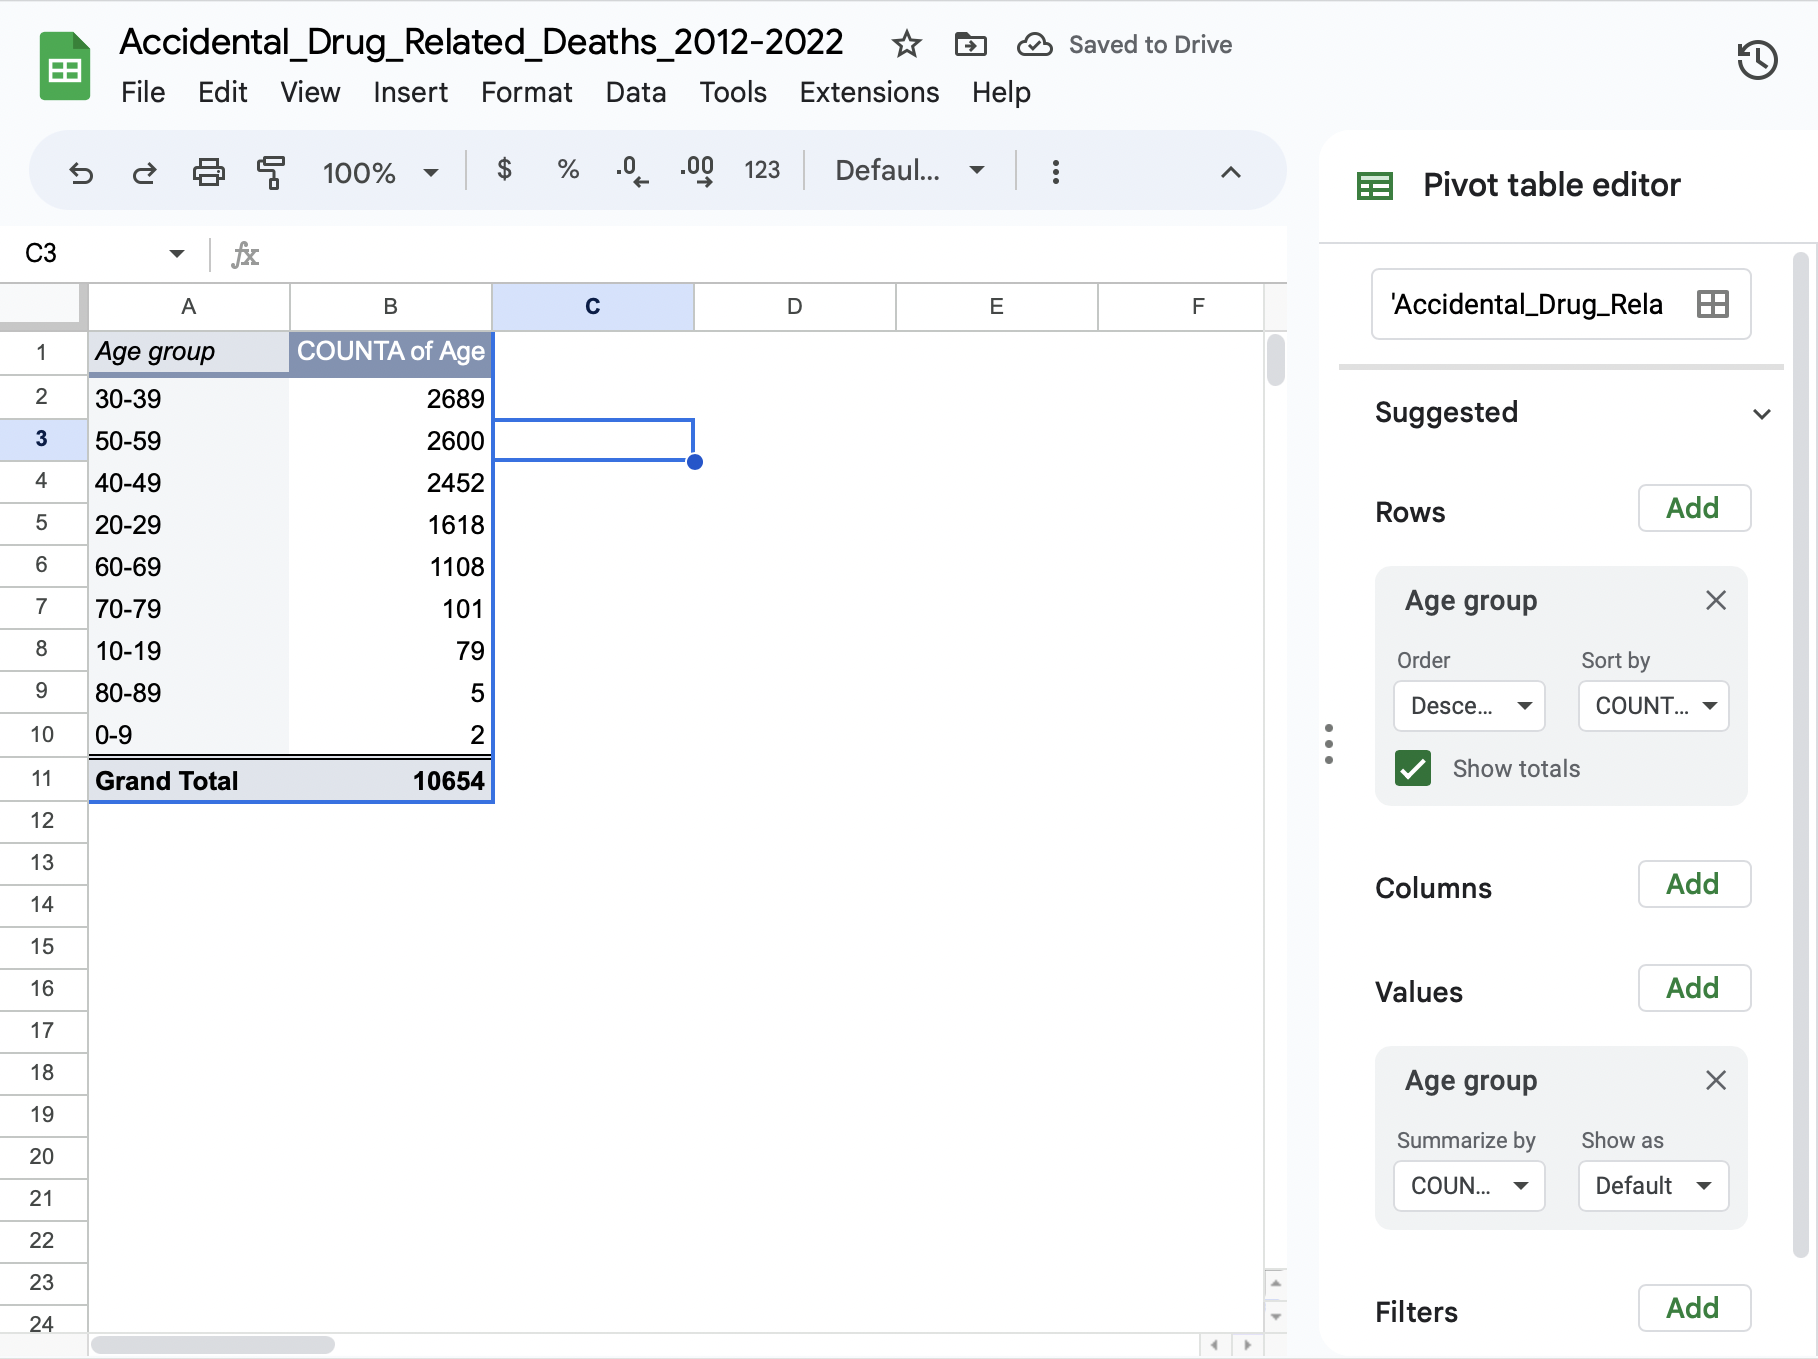 Accidental_Drug_Related_Deaths_2012-2022 Saved to Drive
File Edit View Insert Format Data Tools Extensions Help
100% $ % .0 .00 123 Defaul...
Pivot table editor
C3 fx
'Accidental_Drug_Rela
A B C D E F
1 Age group COUNTA of Age
2 30-39 2689
3 50-59 2600
4 40-49 2452
5 20-29 1618
6 60-69 1108
7 70-79 101
8 10-19 79
9 80-89 5
10 0-9 2
11 Grand Total 10654
12
13
14
15
16
17
18
19
20
21
22
23
24
Suggested
Rows Add
Age group
Order Sort by
Desce... COUNT...
Show totals
Columns Add
Values Add
Age group
Summarize by Show as
COUN... Default
Filters Add